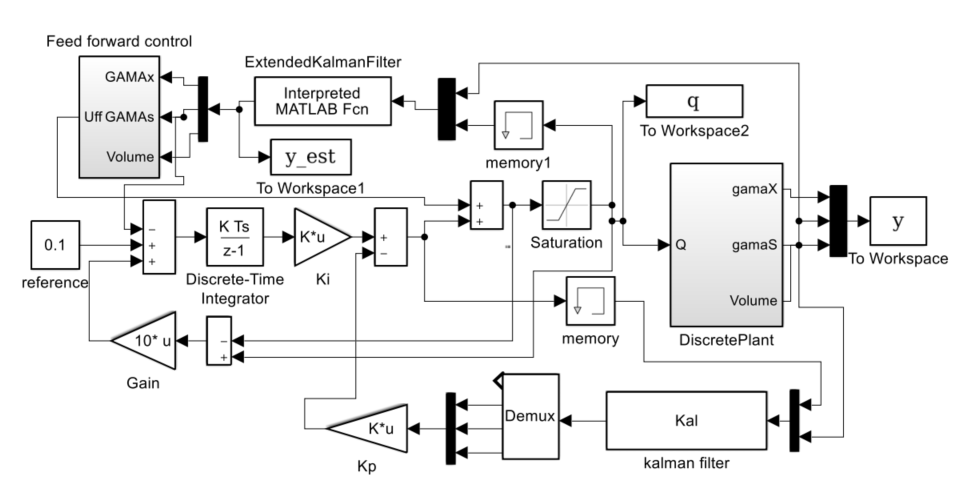 Feed forward control
GAMAx
Uff GAMAs
Volume
ExtendedKalmanFilter
Interpreted
MATLAB Fcn
y_est
To Workspace1
memory1
q
To Workspace2
gamaX
Q
gamaS
Volume
DiscretePlant
y
To Workspace
0.1
reference
−
+
+
K Ts
z-1
Discrete-Time
Integrator
K*u
Ki
+
−
+
+
Saturation
memory
10* u
Gain
−
+
K*u
Kp
Demux
Kal
kalman filter